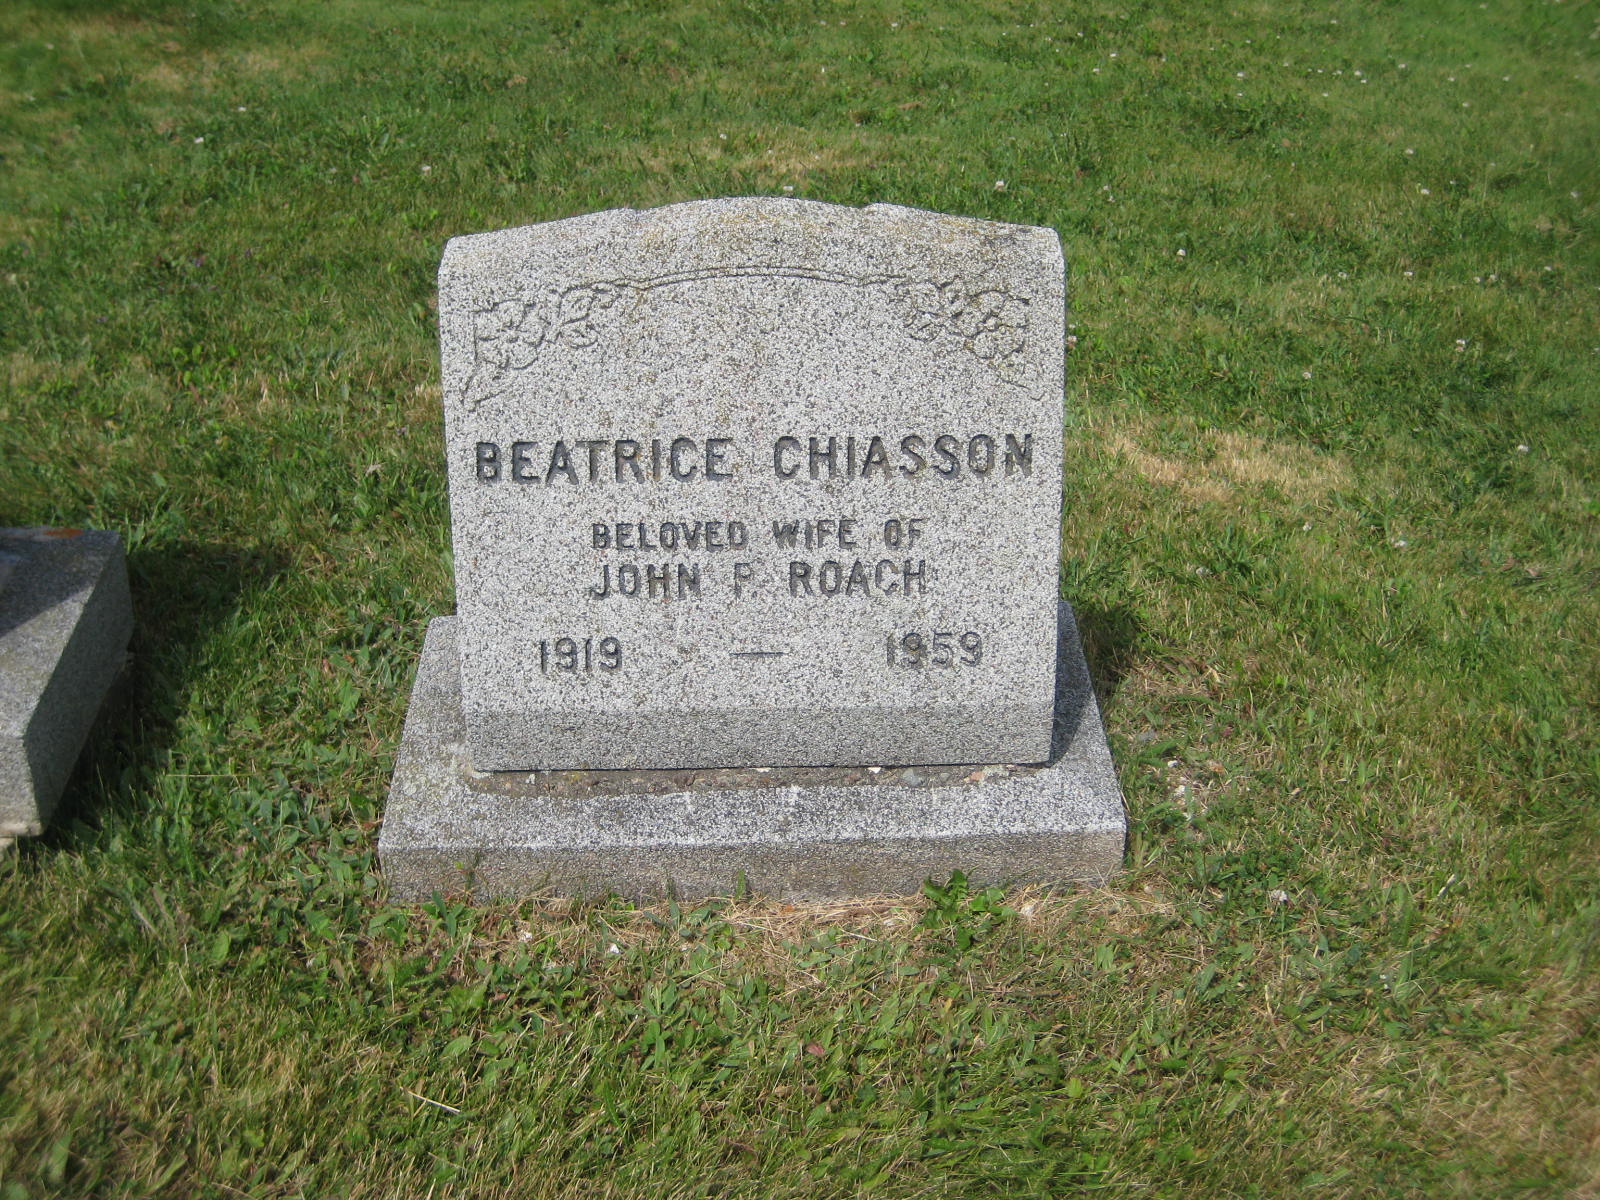 BEATRICE CHIASSON
BELOVED WIFE OF
JOHN P. ROACH
1919 — 1959